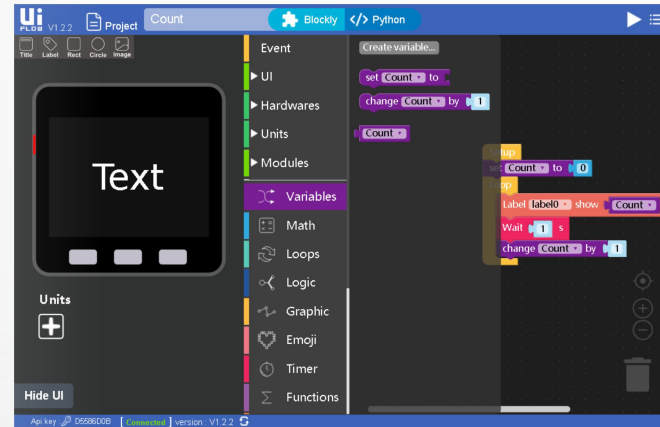 Ui FLOW V1.2.2 Project Count Blockly </> Python
Title Label Rect Circle Image
Text
Units
Hide UI
Event
UI
Hardwares
Units
Modules
Variables
Math
Loops
Logic
Graphic
Emoji
Timer
Functions
Create variable...
set Count to
change Count by 1
Count
set Count to 0
Label label0 show Count
Wait 1 s
change Count by 1
Api key : D5586D0B [ Connected ] version : V1.2.2